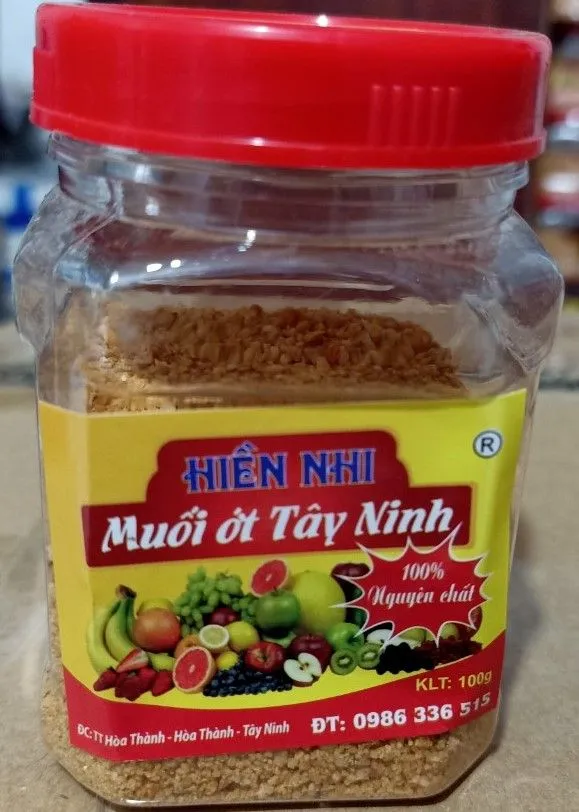 HIỀN NHI
®
Muối ớt Tây Ninh
100%
Nguyên chất
KLT: 100g
ĐC: TT Hòa Thành - Hòa Thành - Tây Ninh
ĐT: 0986 336 515